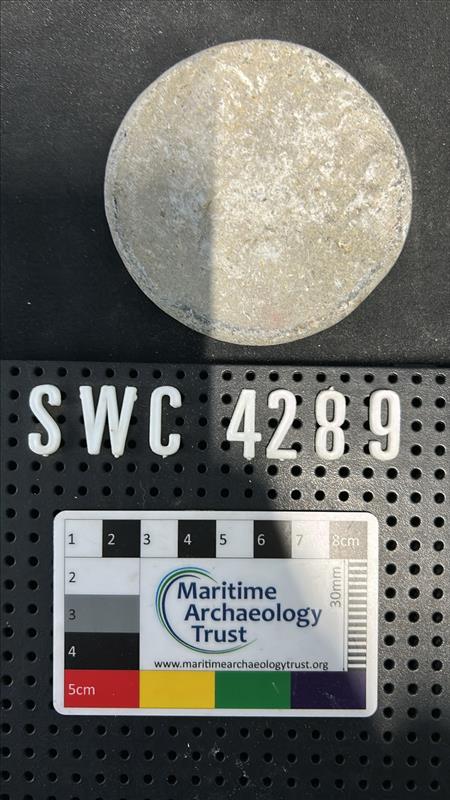 SWC 4289
1 2 3 4 5 6 7 8cm
2
3
4
5cm
30mm
Maritime
Archaeology
Trust
www.maritimearchaeologytrust.org